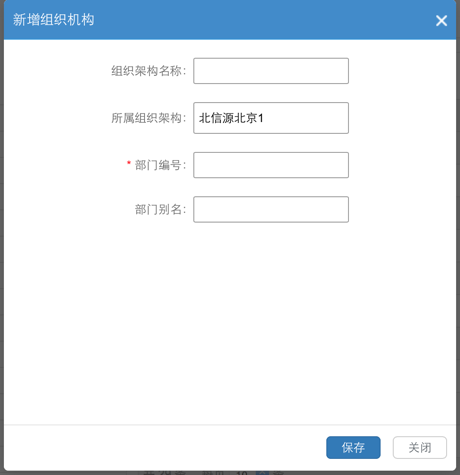 新增组织机构
组织架构名称：
所属组织架构： 北信源北京1
* 部门编号：
部门别名：
保存 关闭